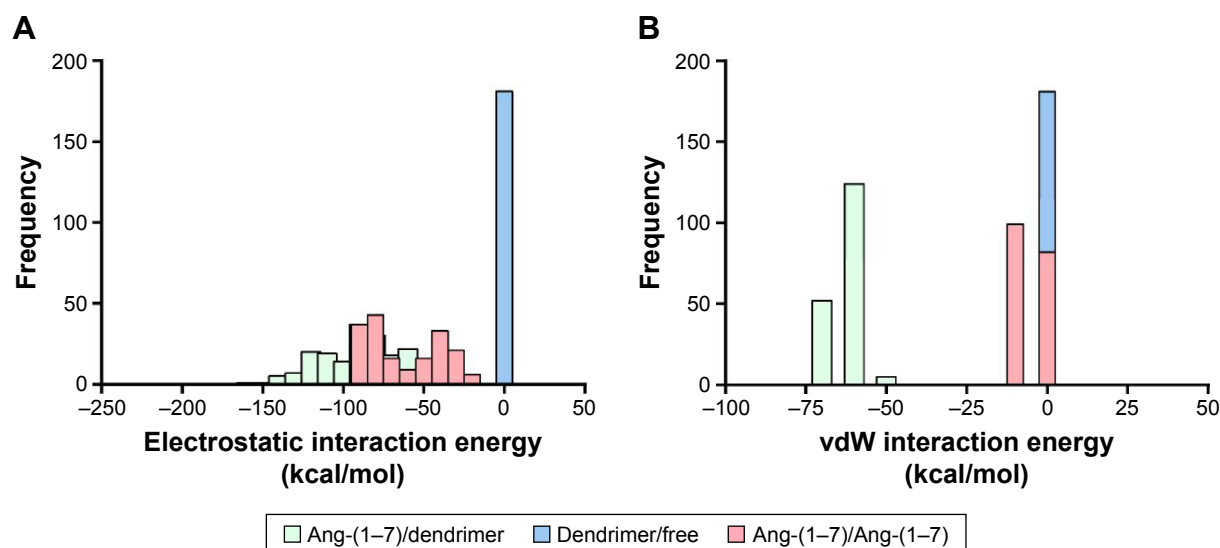 A
B
200
150
100
50
0
Frequency
–250
–200
–150
–100
–50
0
50
Electrostatic interaction energy
(kcal/mol)
200
150
100
50
0
Frequency
–100
–75
–50
–25
0
25
50
vdW interaction energy
(kcal/mol)
Ang-(1–7)/dendrimer
Dendrimer/free
Ang-(1–7)/Ang-(1–7)